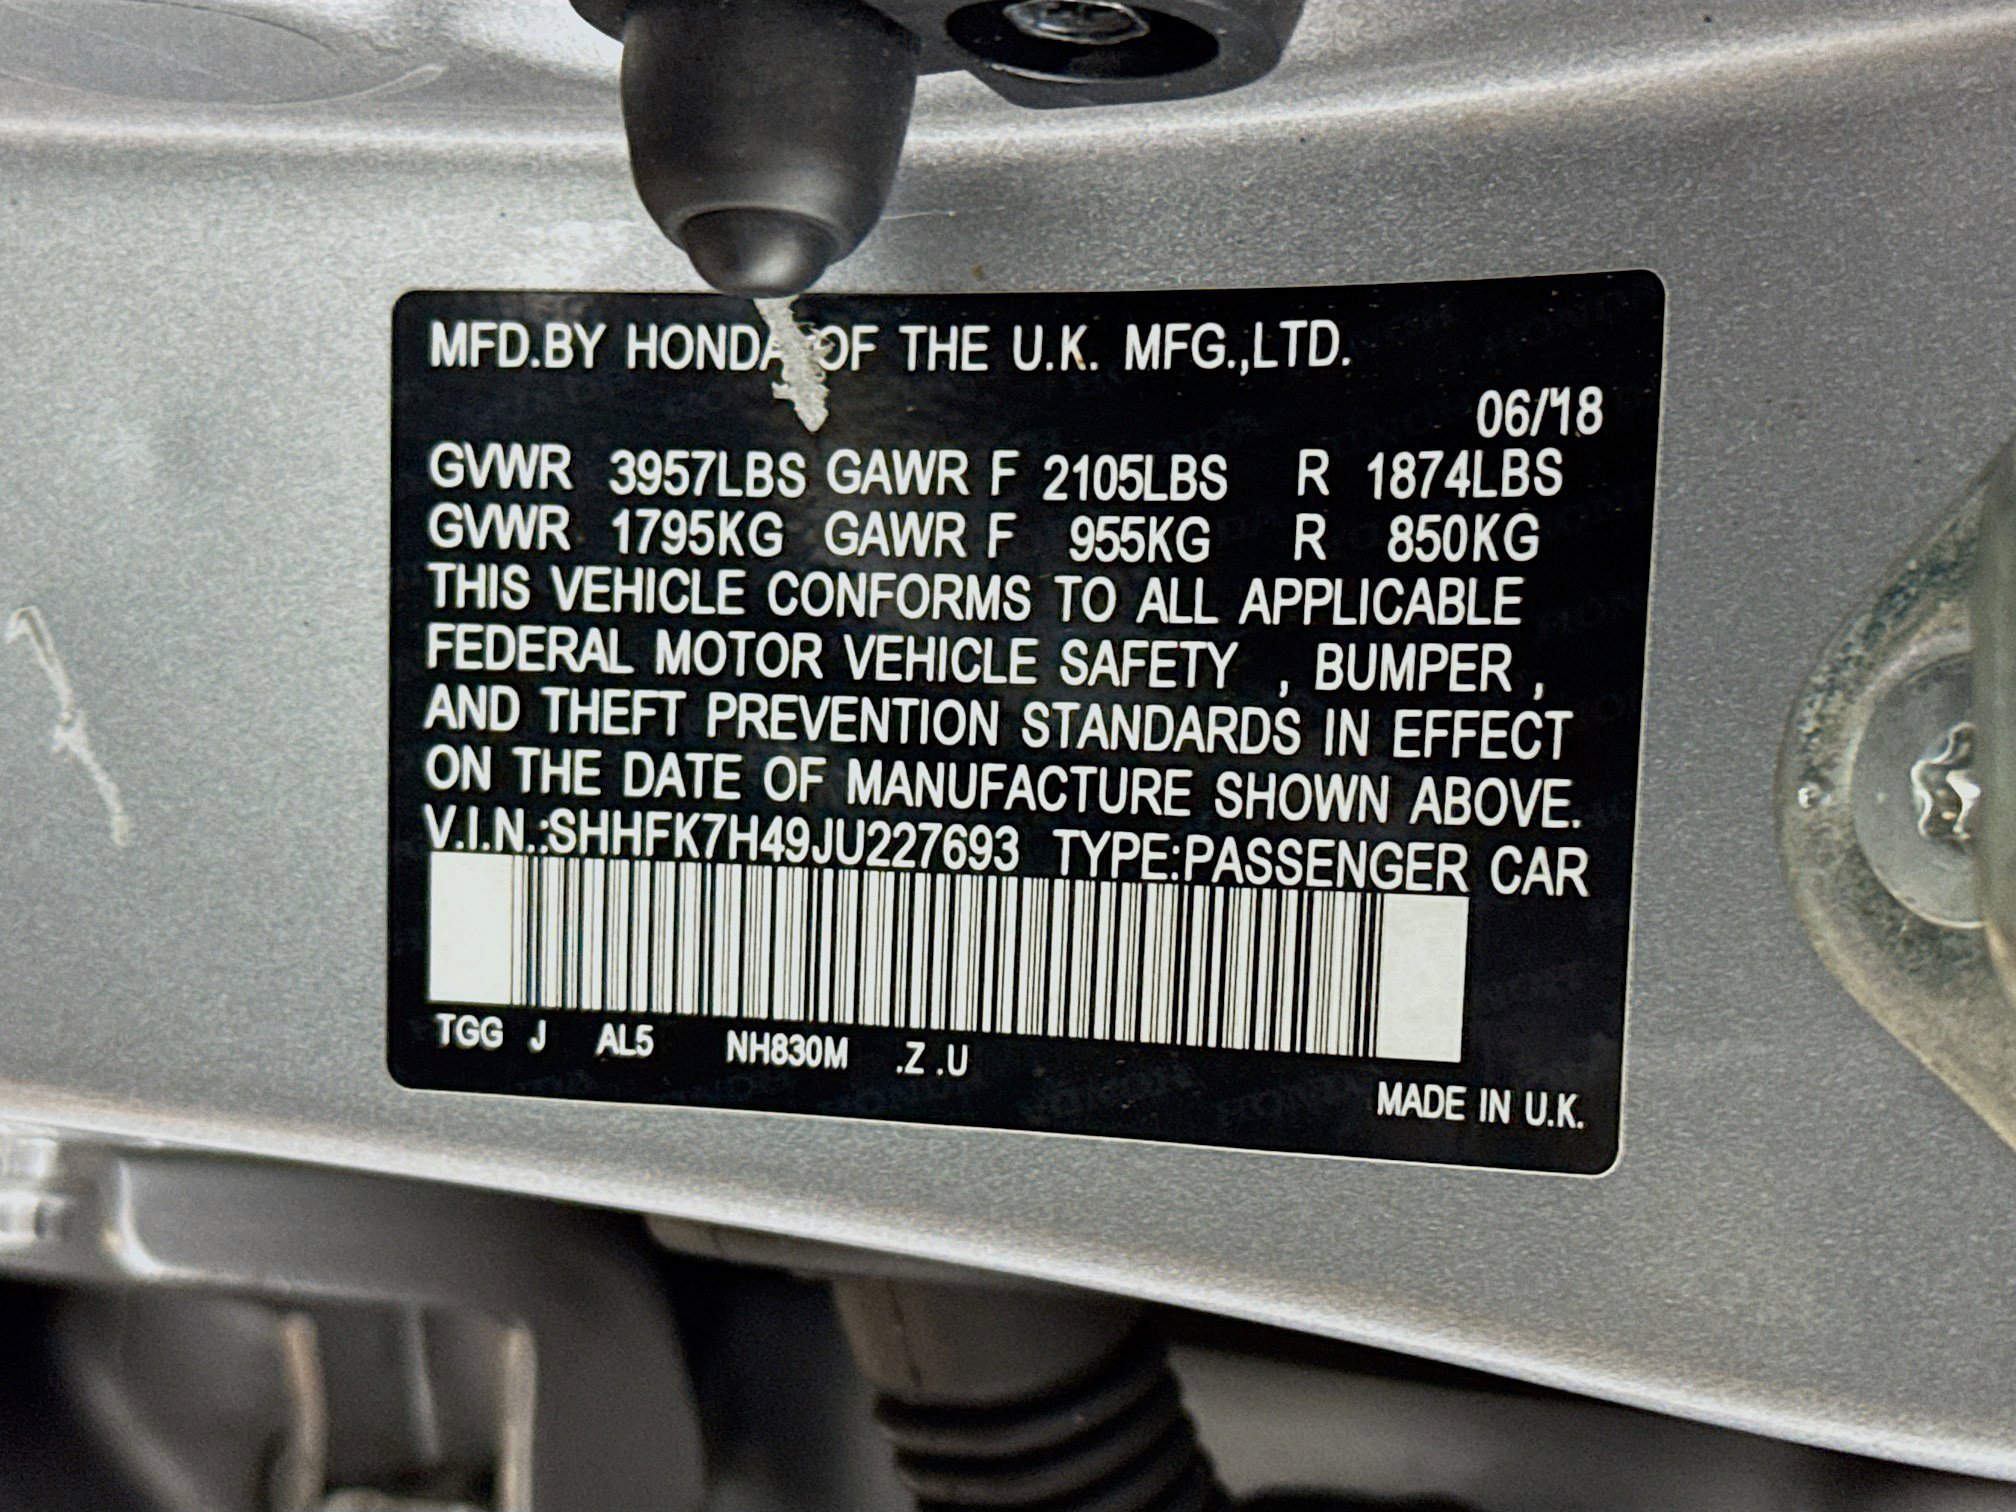 MFD.BY HONDA OF THE U.K. MFG.,LTD.
06/18
GVWR 3957LBS GAWR F 2105LBS R 1874LBS
GVWR 1795KG GAWR F 955KG R 850KG
THIS VEHICLE CONFORMS TO ALL APPLICABLE
FEDERAL MOTOR VEHICLE SAFETY , BUMPER ,
AND THEFT PREVENTION STANDARDS IN EFFECT
ON THE DATE OF MANUFACTURE SHOWN ABOVE.
V.I.N.:SHHFK7H49JU227693 TYPE:PASSENGER CAR
TGG J AL5 NH830M .Z .U
MADE IN U.K.